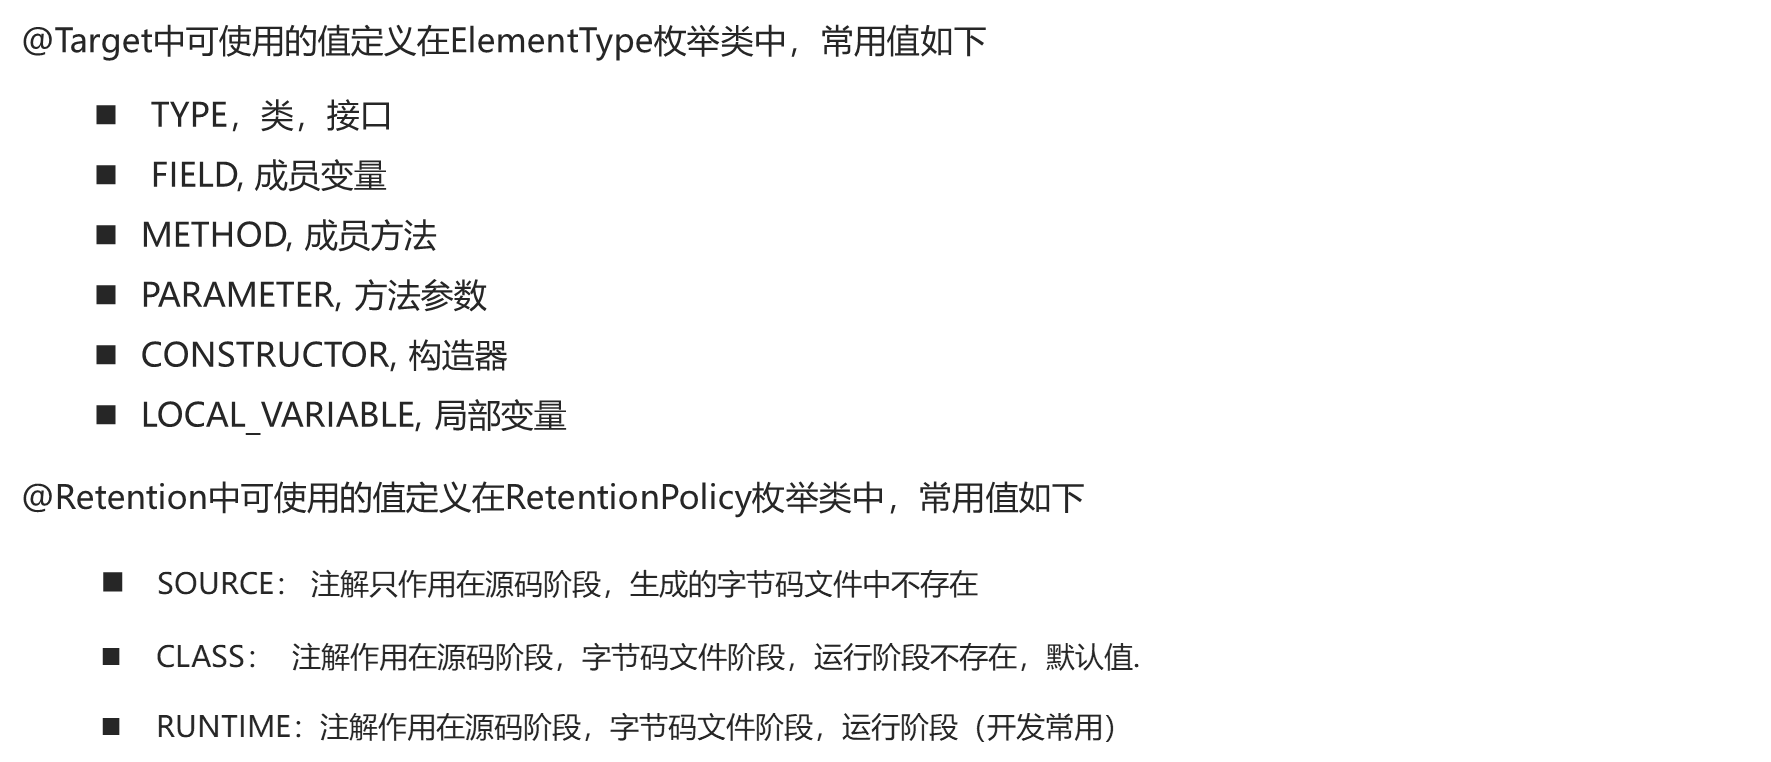 @Target中可使用的值定义在ElementType枚举类中，常用值如下
■ TYPE，类，接口
■ FIELD, 成员变量
■ METHOD, 成员方法
■ PARAMETER, 方法参数
■ CONSTRUCTOR, 构造器
■ LOCAL_VARIABLE, 局部变量
@Retention中可使用的值定义在RetentionPolicy枚举类中，常用值如下
■ SOURCE： 注解只作用在源码阶段，生成的字节码文件中不存在
■ CLASS： 注解作用在源码阶段，字节码文件阶段，运行阶段不存在，默认值.
■ RUNTIME：注解作用在源码阶段，字节码文件阶段，运行阶段（开发常用）